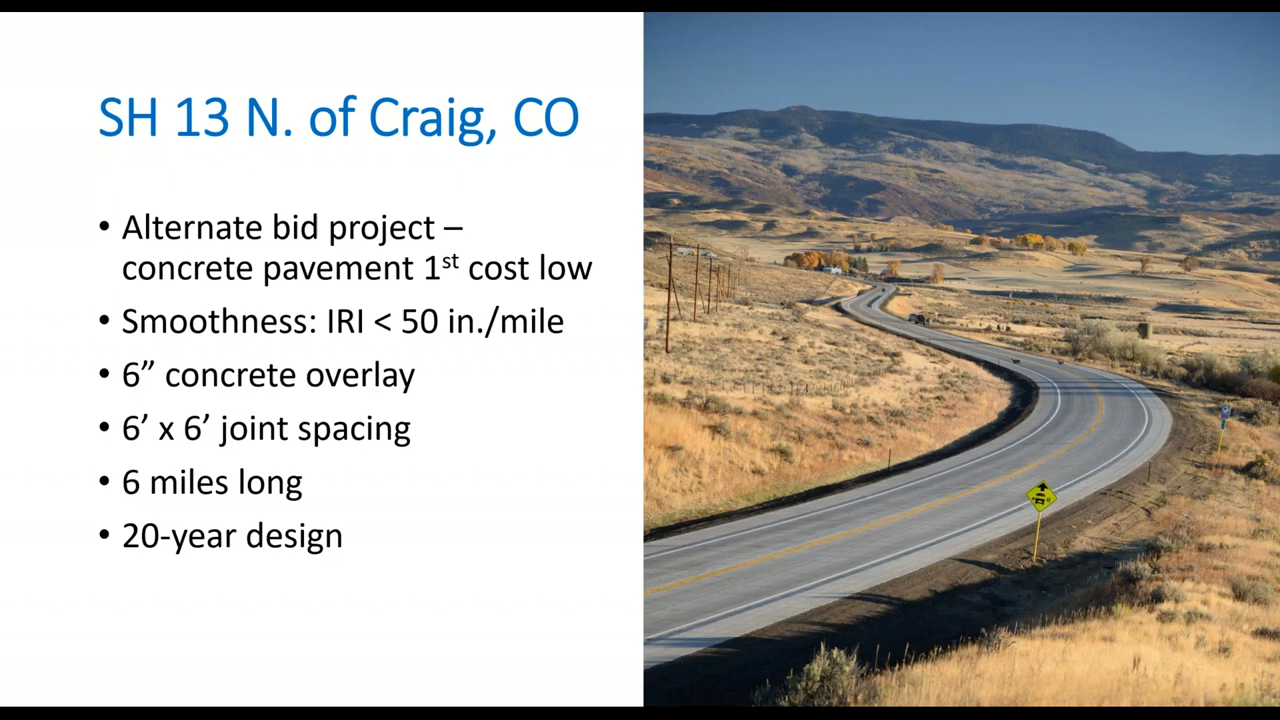 SH 13 N. of Craig, CO
• Alternate bid project –
concrete pavement 1st cost low
• Smoothness: IRI < 50 in./mile
• 6” concrete overlay
• 6’ x 6’ joint spacing
• 6 miles long
• 20-year design